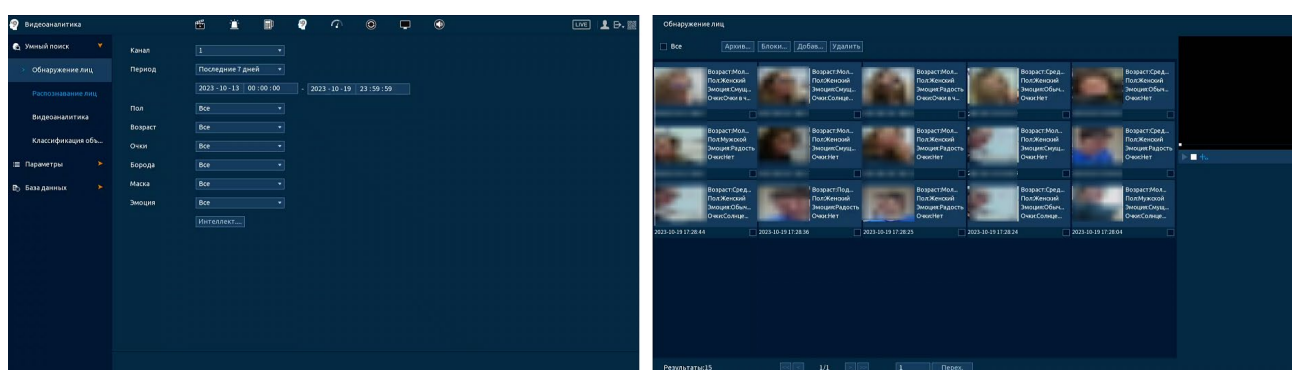 Видеоаналитика
LIVE
Умный поиск
Обнаружение лиц
Распознавание лиц
Видеоаналитика
Классификация объ...
Параметры
База данных
Канал 1
Период Последние 7 дней
2023 - 10 - 13 00 : 00 : 00 - 2023 - 10 - 19 23 : 59 : 59
Пол Все
Возраст Все
Очки Все
Борода Все
Маска Все
Эмоция Все
Интеллект....
Обнаружение лиц
Все Архив... Блоки... Добав... Удалить
Возраст:Мол... Возраст:Мол... Возраст:Мол... Возраст:Сред... Возраст:Сред...
Пол:Женский Пол:Женский Пол:Женский Пол:Женский Пол:Женский
Эмоция:Смущ... Эмоция:Смущ... Эмоция:Радость Эмоция:Обыч... Эмоция:Обыч...
Очки:Очки в ч... Очки:Солнце... Очки:Очки в ч... Очки:Нет Очки:Нет
Возраст:Мол... Возраст:Мол... Возраст:Мол... Возраст:Мол... Возраст:Сред...
Пол:Мужской Пол:Женский Пол:Женский Пол:Женский Пол:Женский
Эмоция:Радость Эмоция:Смущ... Эмоция:Радость Эмоция:Смущ... Эмоция:Радость
Очки:Нет Очки:Нет Очки:Нет Очки:Нет Очки:Нет
Возраст:Сред... Возраст:Под... Возраст:Мол... Возраст:Сред... Возраст:Мол...
Пол:Женский Пол:Женский Пол:Женский Пол:Женский Пол:Мужской
Эмоция:Обыч... Эмоция:Радость Эмоция:Радость Эмоция:Обыч... Эмоция:Смущ...
Очки:Солнце... Очки:Нет Очки:Нет Очки:Солнце... Очки:Солнце...
2023-10-19 17:28:44 2023-10-19 17:28:36 2023-10-19 17:28:25 2023-10-19 17:28:24 2023-10-19 17:28:04
Результаты:15 1/1 1 Перех.